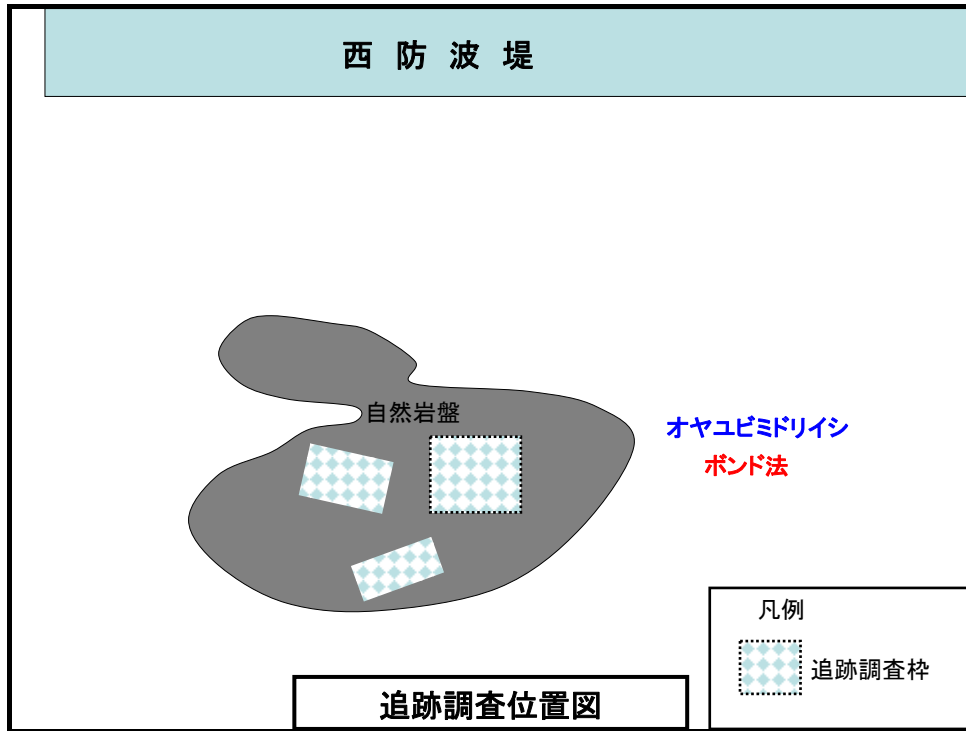 西防波堤
自然岩盤
オヤユビミドリイシ
ボンド法
凡例
追跡調査枠
追跡調査位置図